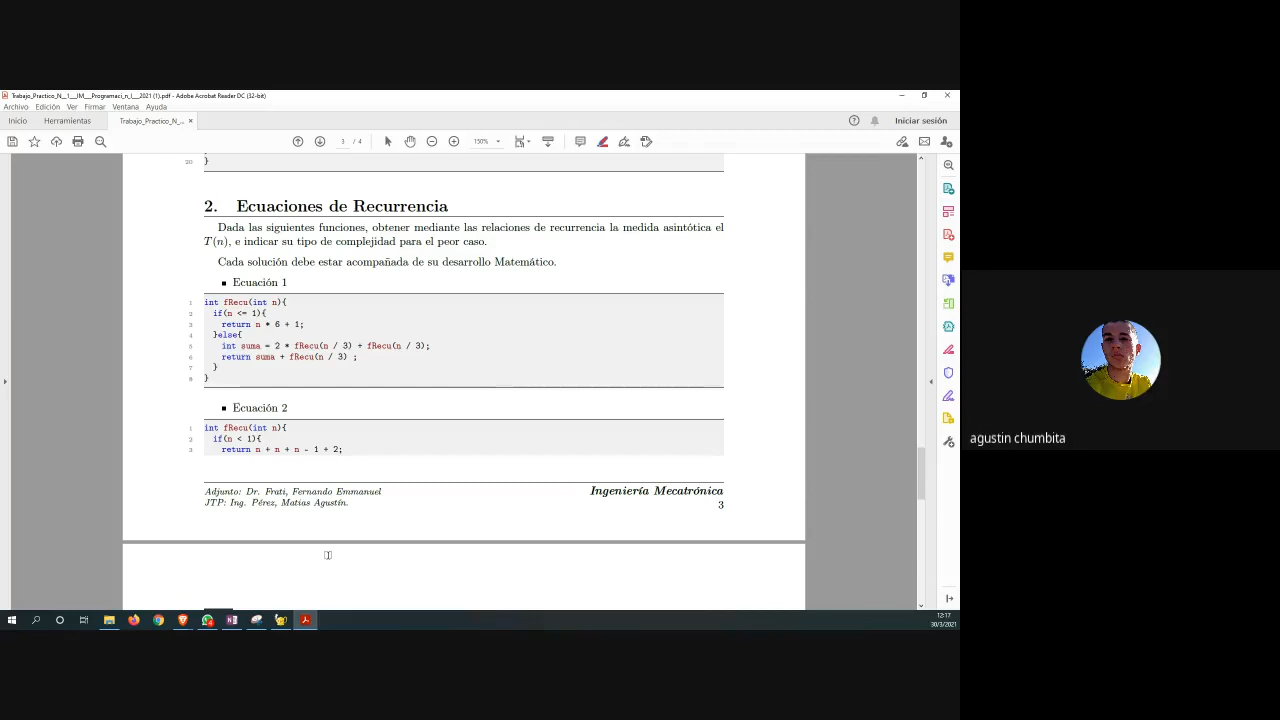 Trabajo_Practico_N__1__IM___Programaci_n_I__2021 (1).pdf - Adobe Acrobat Reader DC (32-bit)
Archivo Edición Ver Firmar Ventana Ayuda
Inicio Herramientas Trabajo_Practico_N_... × Iniciar sesión
3 / 4 150%
20 }
2. Ecuaciones de Recurrencia
Dada las siguientes funciones, obtener mediante las relaciones de recurrencia la medida asintótica el
T(n), e indicar su tipo de complejidad para el peor caso.
Cada solución debe estar acompañada de su desarrollo Matemático.
▪ Ecuación 1
1 int fRecu(int n){
2 if(n <= 1){
3 return n * 6 + 1;
4 }else{
5 int suma = 2 * fRecu(n / 3) + fRecu(n / 3);
6 return suma + fRecu(n / 3) ;
7 }
8 }
▪ Ecuación 2
1 int fRecu(int n){
2 if(n < 1){
3 return n + n + n - 1 + 2;
Adjunto: Dr. Frati, Fernando Emmanuel
JTP: Ing. Pérez, Matias Agustín.
Ingeniería Mecatrónica
3
12:17
30/3/2021
agustin chumbita